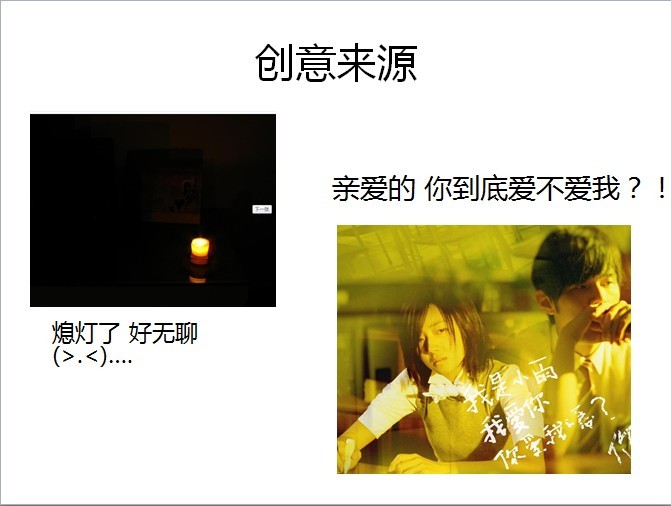 创意来源
亲爱的 你到底爱不爱我？！
熄灯了 好无聊
(>.<)....
我是小雨
我爱你
你爱我吗？